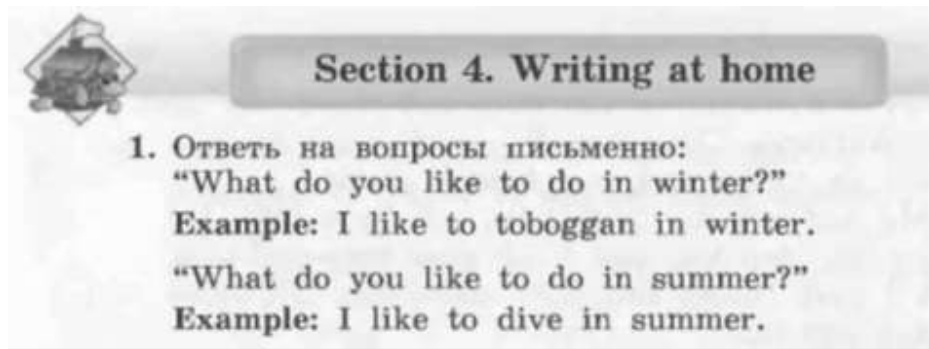 Section 4. Writing at home
1. Ответь на вопросы письменно:
“What do you like to do in winter?”
Example: I like to toboggan in winter.
“What do you like to do in summer?”
Example: I like to dive in summer.